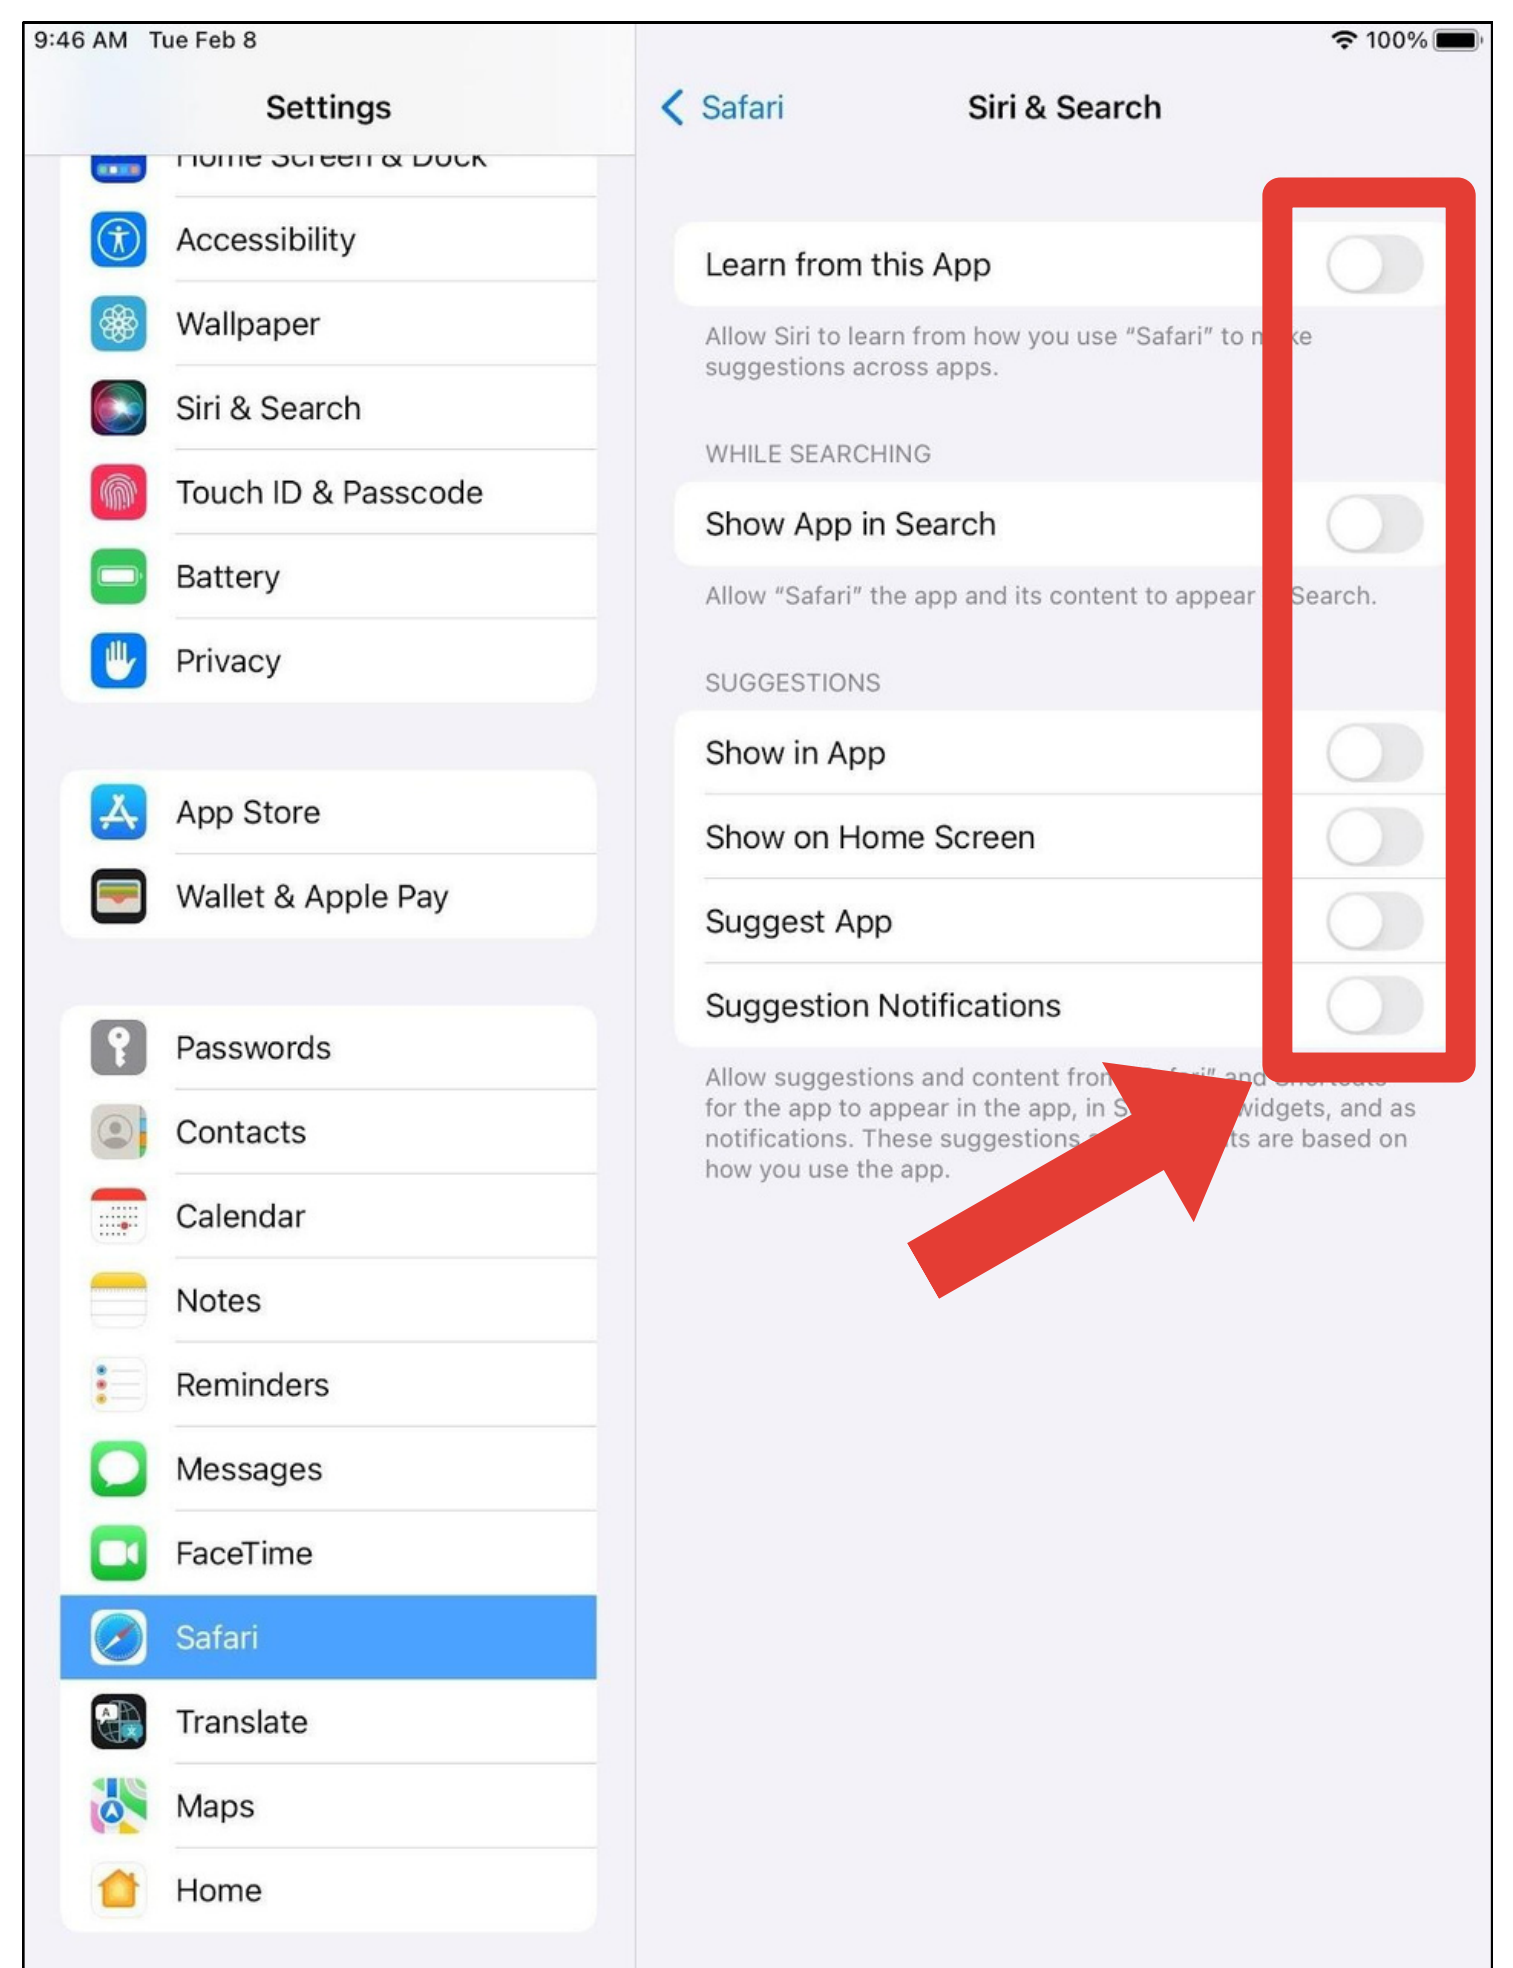 9:46 AM Tue Feb 8
100%
Settings
Home Screen & Dock
Accessibility
Wallpaper
Siri & Search
Touch ID & Passcode
Battery
Privacy
App Store
Wallet & Apple Pay
Passwords
Contacts
Calendar
Notes
Reminders
Messages
FaceTime
Safari
Translate
Maps
Home
Safari
Siri & Search
Learn from this App
Allow Siri to learn from how you use “Safari” to
suggestions across apps.
WHILE SEARCHING
Show App in Search
Allow “Safari” the app and its content to appear Search.
SUGGESTIONS
Show in App
Show on Home Screen
Suggest App
Suggestion Notifications
Allow suggestions and content and
for the app to appear in the app, in widgets, and as
notifications. These suggestions are based on
how you use the app.